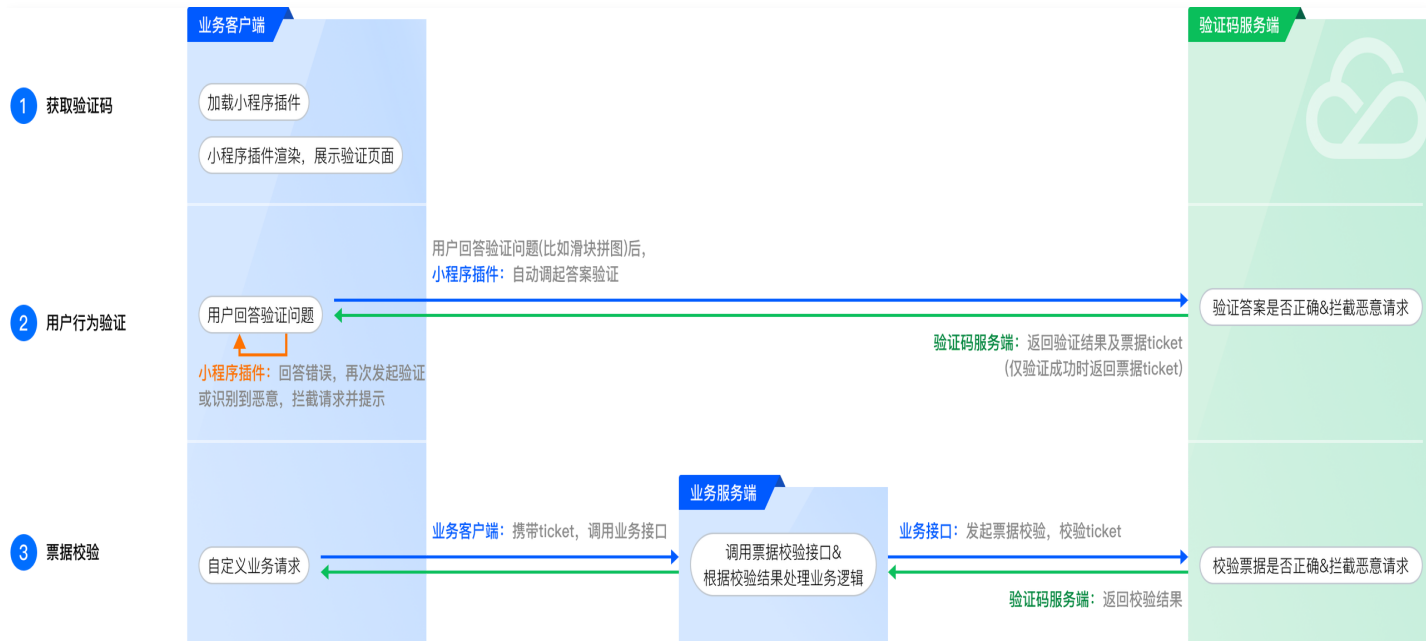 业务客户端
验证码服务端
1 获取验证码
加载小程序插件
小程序插件渲染，展示验证页面
用户回答验证问题(比如滑块拼图)后，
小程序插件：自动调起答案验证
2 用户行为验证
用户回答验证问题
验证答案是否正确&拦截恶意请求
验证码服务端：返回验证结果及票据ticket
(仅验证成功时返回票据ticket)
小程序插件：回答错误，再次发起验证
或识别到恶意，拦截请求并提示
业务服务端
业务客户端：携带ticket，调用业务接口
业务接口：发起票据校验，校验ticket
3 票据校验
自定义业务请求
调用票据校验接口&
根据校验结果处理业务逻辑
校验票据是否正确&拦截恶意请求
验证码服务端：返回校验结果